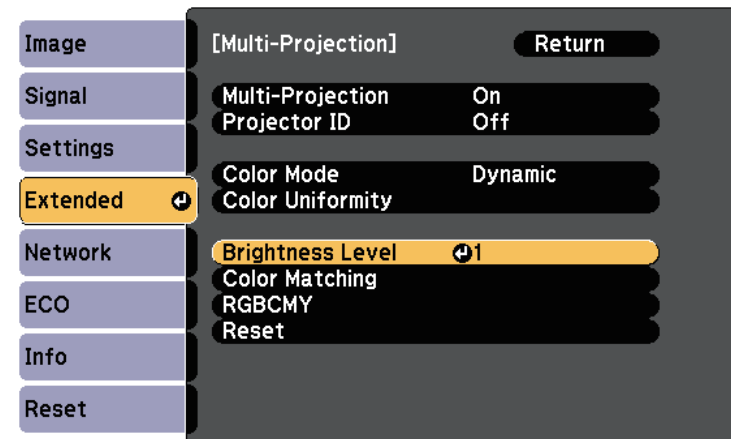 Image
Signal
Settings
Extended
Network
ECO
Info
Reset
[Multi-Projection] Return
Multi-Projection On
Projector ID Off
Color Mode Dynamic
Color Uniformity
Brightness Level 1
Color Matching
RGBCMY
Reset